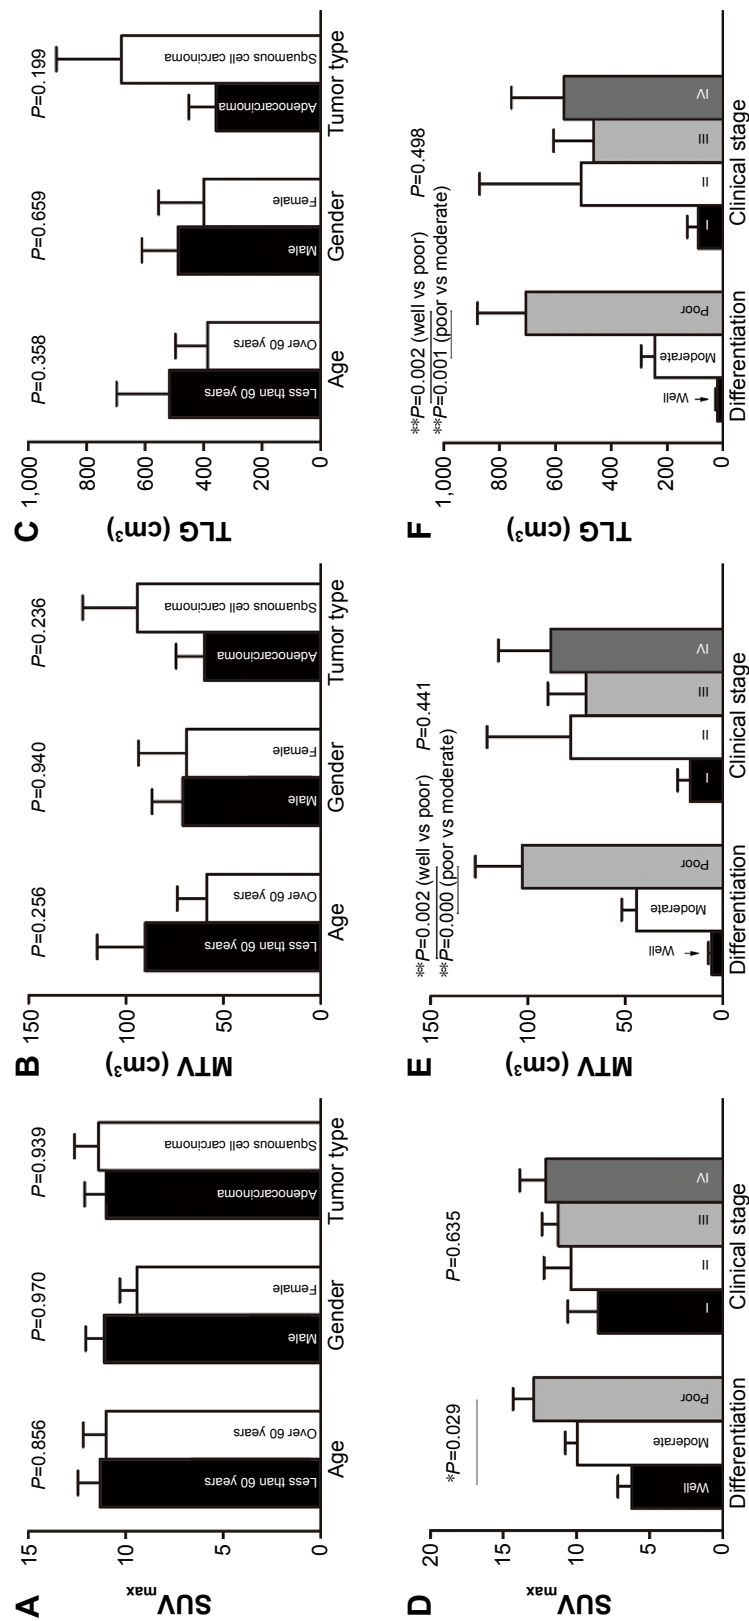 A
SUVmax
15
10
5
0
P=0.856
P=0.970
P=0.939
Less than 60 years
Over 60 years
Male
Female
Adenocarcinoma
Squamous cell carcinoma
Age
Gender
Tumor type
B
MTV (cm³)
150
100
50
0
P=0.256
P=0.940
P=0.236
Less than 60 years
Over 60 years
Male
Female
Adenocarcinoma
Squamous cell carcinoma
Age
Gender
Tumor type
C
TLG (cm³)
1,000
800
600
400
200
0
P=0.358
P=0.659
P=0.199
Less than 60 years
Over 60 years
Male
Female
Adenocarcinoma
Squamous cell carcinoma
Age
Gender
Tumor type
D
SUVmax
20
15
10
5
0
*P=0.029
P=0.635
Well
Moderate
Poor
I
II
III
IV
Differentiation
Clinical stage
E
MTV (cm³)
150
100
50
0
**P=0.002 (well vs poor)
**P=0.000 (poor vs moderate)
P=0.441
Well
Moderate
Poor
I
II
III
IV
Differentiation
Clinical stage
F
TLG (cm³)
1,000
800
600
400
200
0
**P=0.002 (well vs poor)
**P=0.001 (poor vs moderate)
P=0.498
Well
Moderate
Poor
I
II
III
IV
Differentiation
Clinical stage